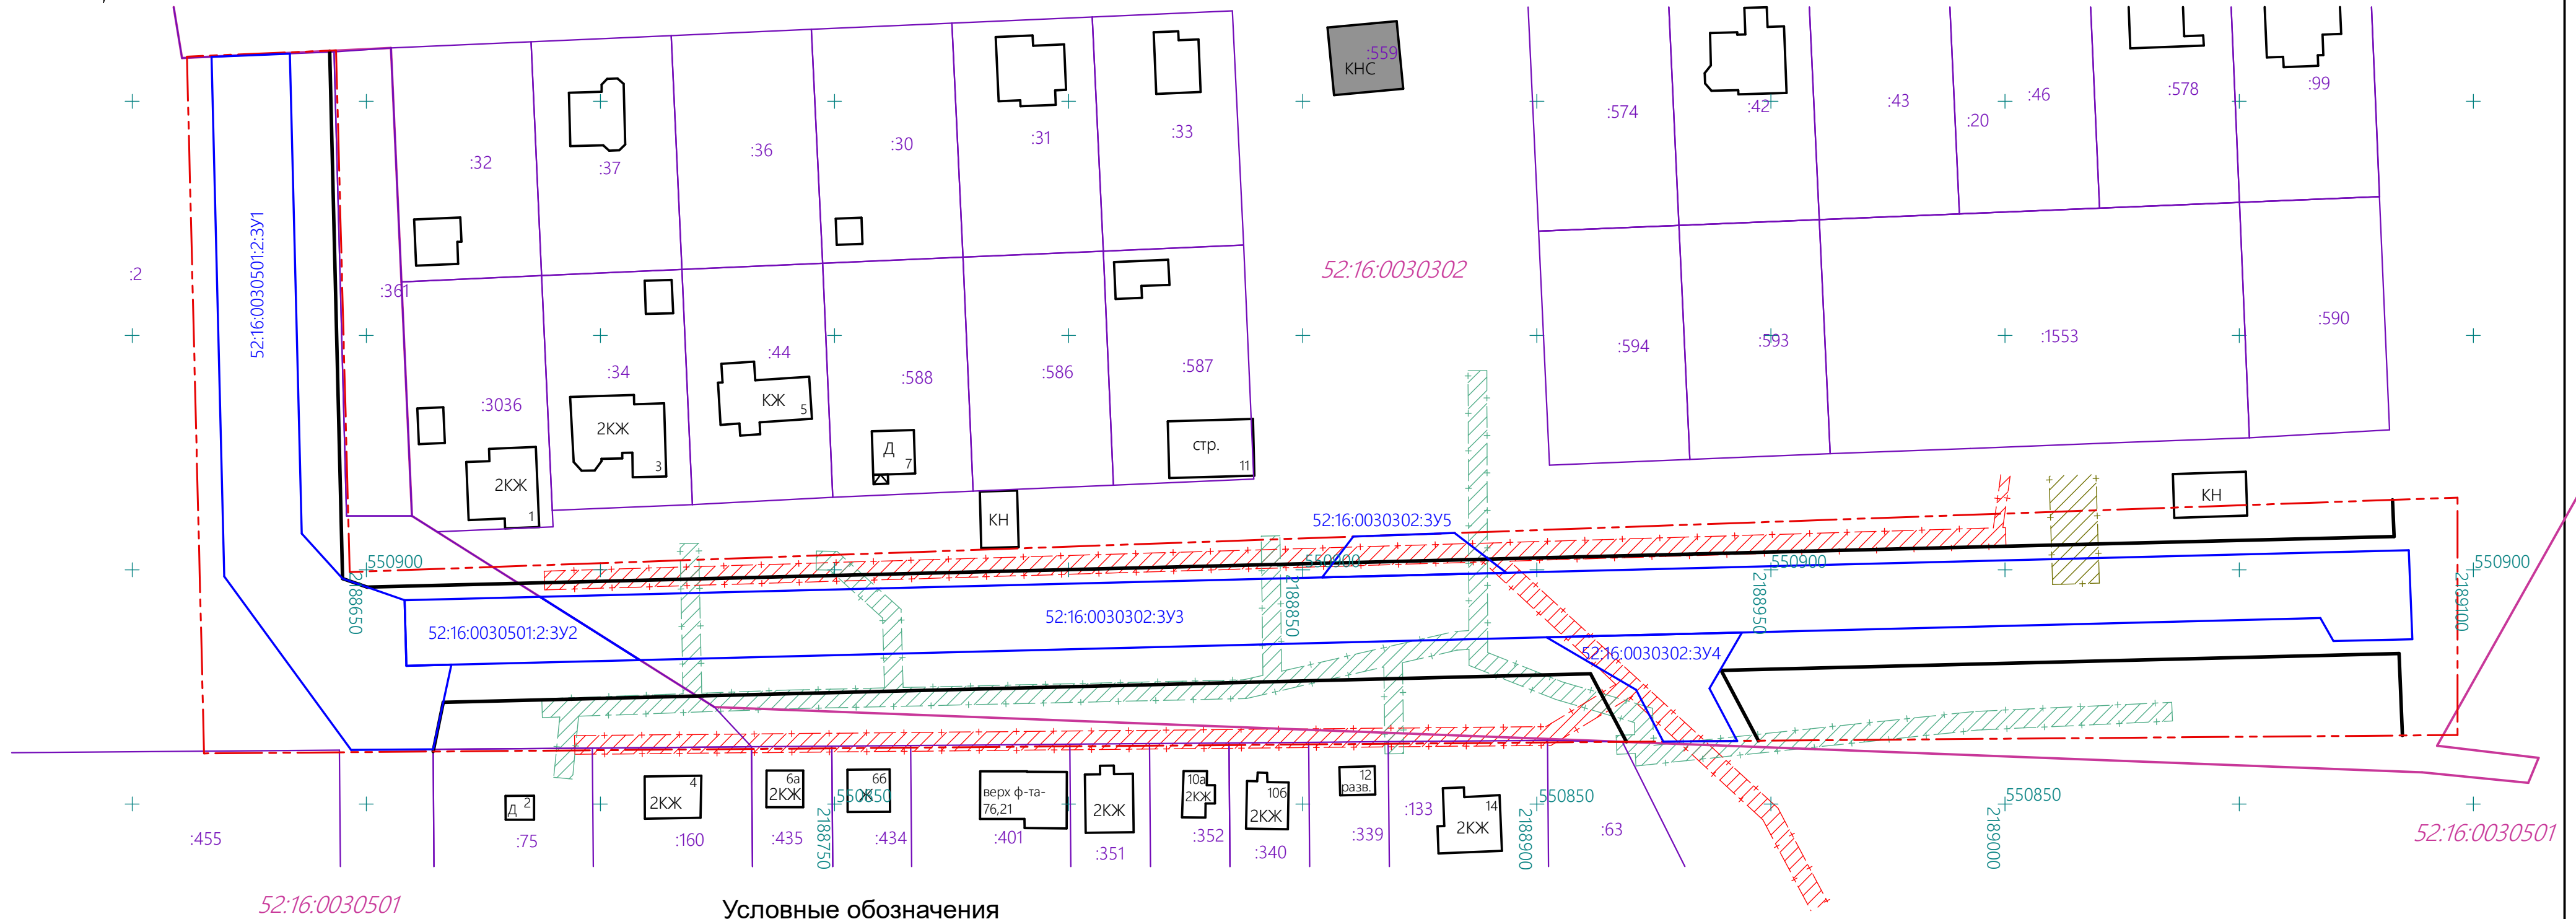 :559
КНС
:99
:578
:46
:43
:42
:574
:20
:33
:31
:30
:36
:37
:32
52:16:0030501:2:ЗУ1
:2
:361
52:16:0030302
:590
:1553
:593
:594
:587
:586
:588
:44
:34
:3036
КЖ
5
2КЖ
3
Д
7
стр.
11
2КЖ
1
КН
КН
52:16:0030302:ЗУ5
550900
550900
550900
550900
2188650
2188850
2188950
2189100
52:16:0030501:2:ЗУ2
52:16:0030302:ЗУ3
52:16:0030302:ЗУ4
Д
2
2КЖ
4
6а
2КЖ
6б
Ж
верх ф-та-
76,21
2КЖ
10а
2КЖ
10б
2КЖ
12
разв.
14
2КЖ
550850
550850
550850
2188750
2188900
2189000
:455
:75
:160
:435
:434
:401
:351
:352
:340
:339
:133
:63
52:16:0030501
52:16:0030501
Условные обозначения